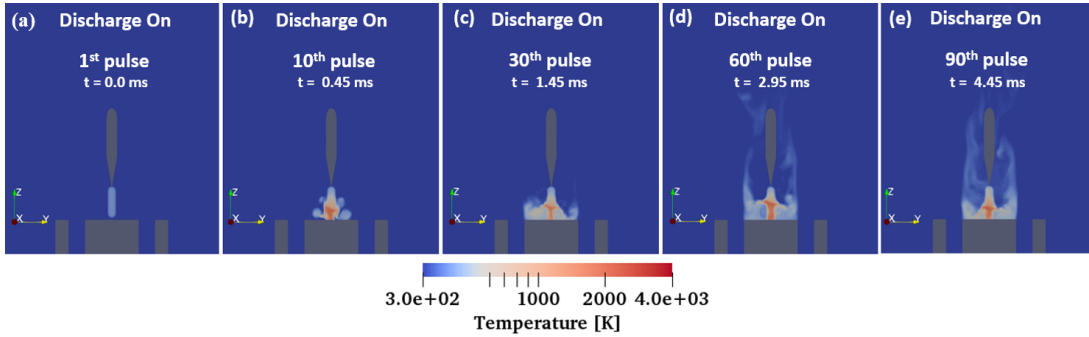 (a) Discharge On
1st pulse
t = 0.0 ms
Z
X Y
(b) Discharge On
10th pulse
t = 0.45 ms
Z
X Y
(c) Discharge On
30th pulse
t = 1.45 ms
Z
X Y
(d) Discharge On
60th pulse
t = 2.95 ms
Z
X Y
(e) Discharge On
90th pulse
t = 4.45 ms
Z
X Y
3.0e+02 1000 2000 4.0e+03
Temperature [K]